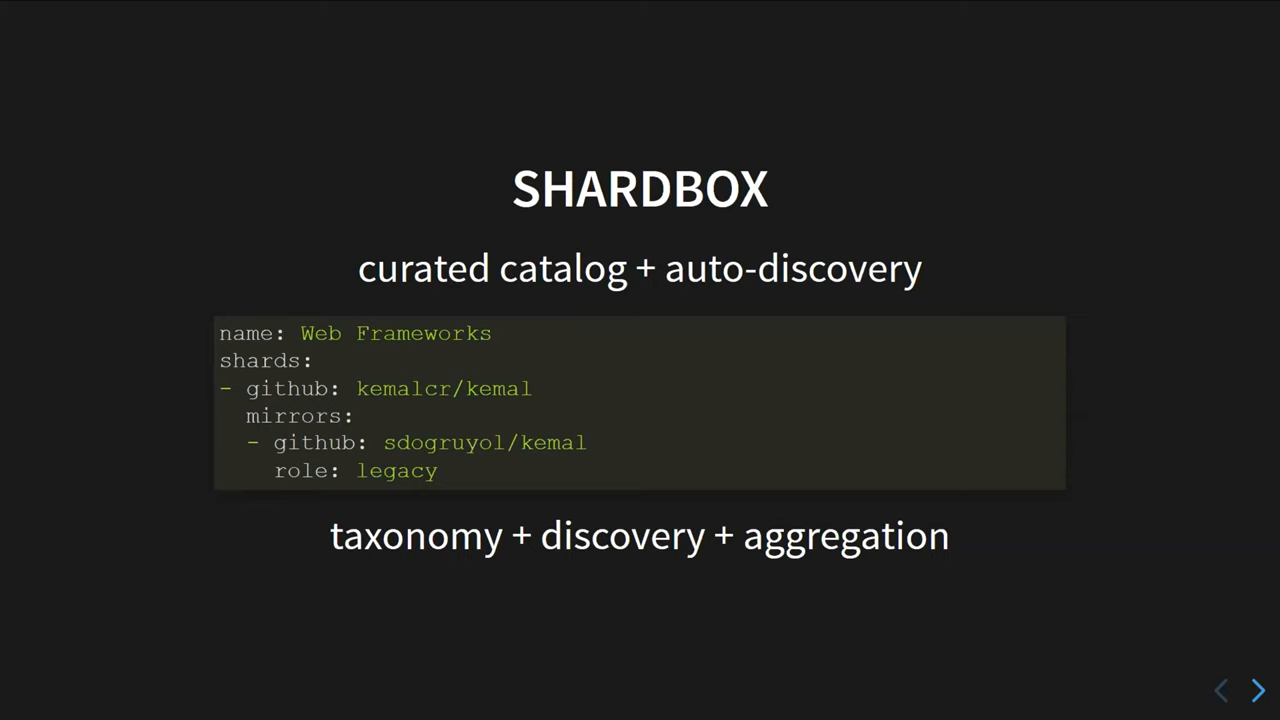 SHARDBOX
curated catalog + auto-discovery
name: Web Frameworks
shards:
- github: kemalcr/kemal
  mirrors:
  - github: sdogruyol/kemal
    role: legacy
taxonomy + discovery + aggregation